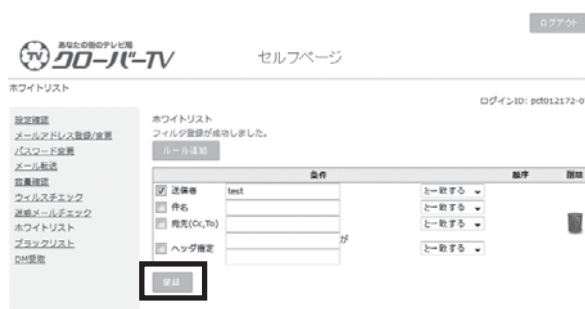 ログアウト
あなたの街のテレビ局
TV クローバーTV
セルフページ
ホワイトリスト
ログインID: pct012172-0
設定確認
メールアドレス登録/変更
パスワード変更
メール転送
容量確認
ウィルスチェック
迷惑メールチェック
ホワイトリスト
ブラックリスト
DM受取
ホワイトリスト
フィルタ登録が成功しました。
ルール追加
条件 順序 削除
送信者 test と一致する
件名 と一致する
宛先(Cc,To) と一致する
ヘッダ指定 が と一致する
登録